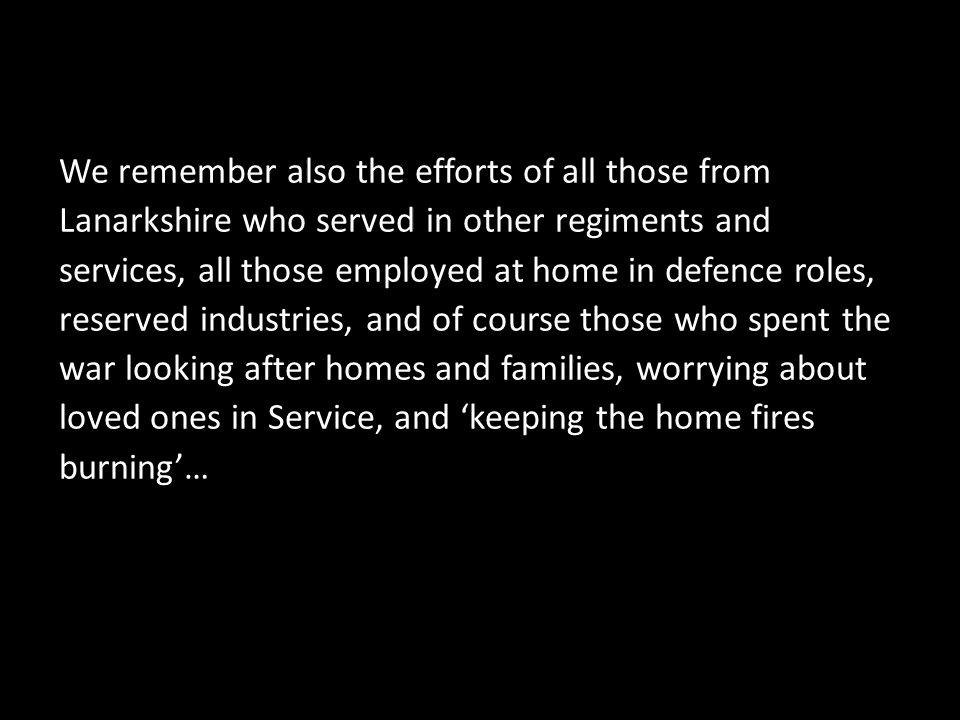 We remember also the efforts of all those from
Lanarkshire who served in other regiments and
services, all those employed at home in defence roles,
reserved industries, and of course those who spent the
war looking after homes and families, worrying about
loved ones in Service, and ‘keeping the home fires
burning’…